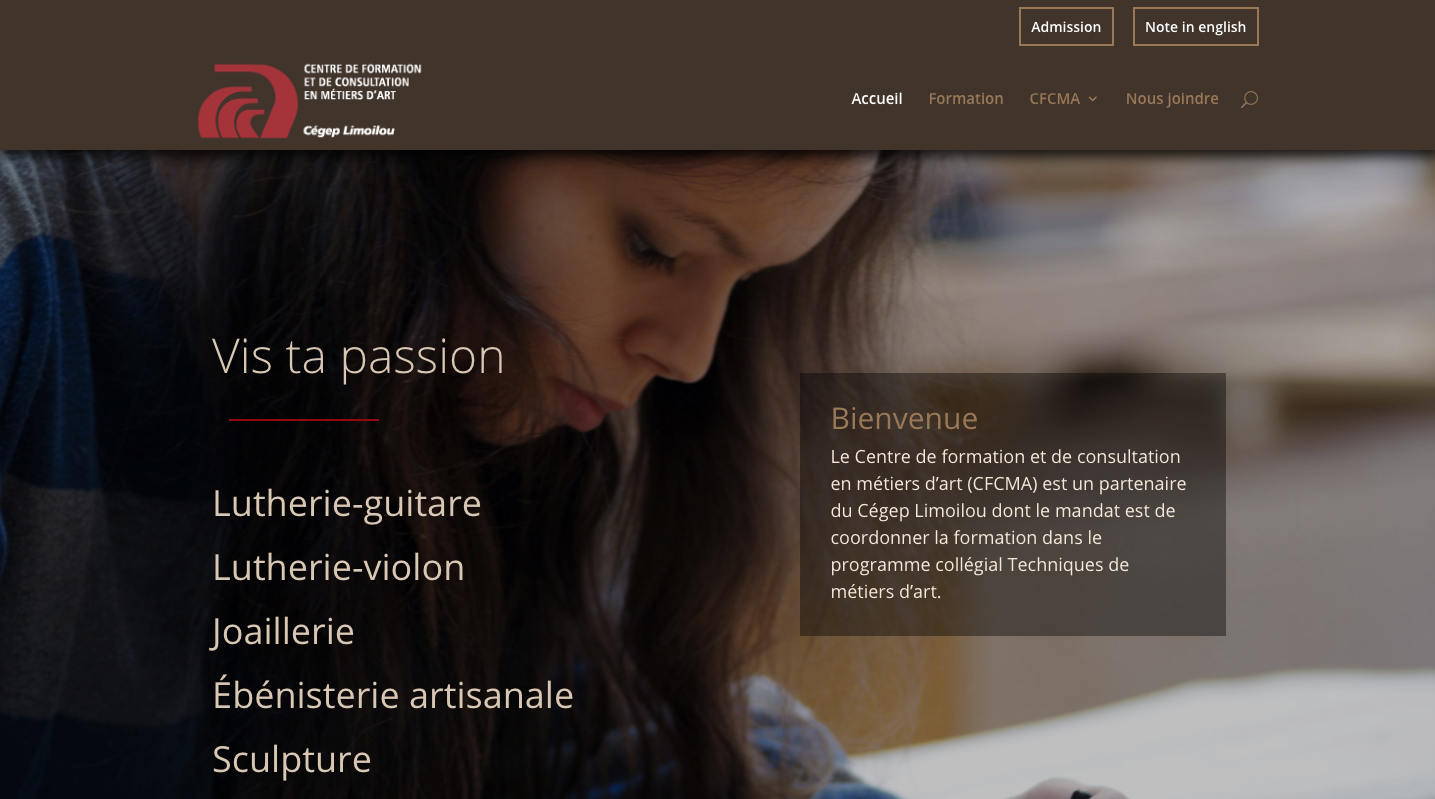 Admission
Note in english
CENTRE DE FORMATION
ET DE CONSULTATION
EN MÉTIERS D'ART
Cégep Limoilou
Accueil
Formation
CFCMA
Nous joindre
Vis ta passion
Lutherie-guitare
Lutherie-violon
Joaillerie
Ébénisterie artisanale
Sculpture
Bienvenue
Le Centre de formation et de consultation
en métiers d’art (CFCMA) est un partenaire
du Cégep Limoilou dont le mandat est de
coordonner la formation dans le
programme collégial Techniques de
métiers d’art.